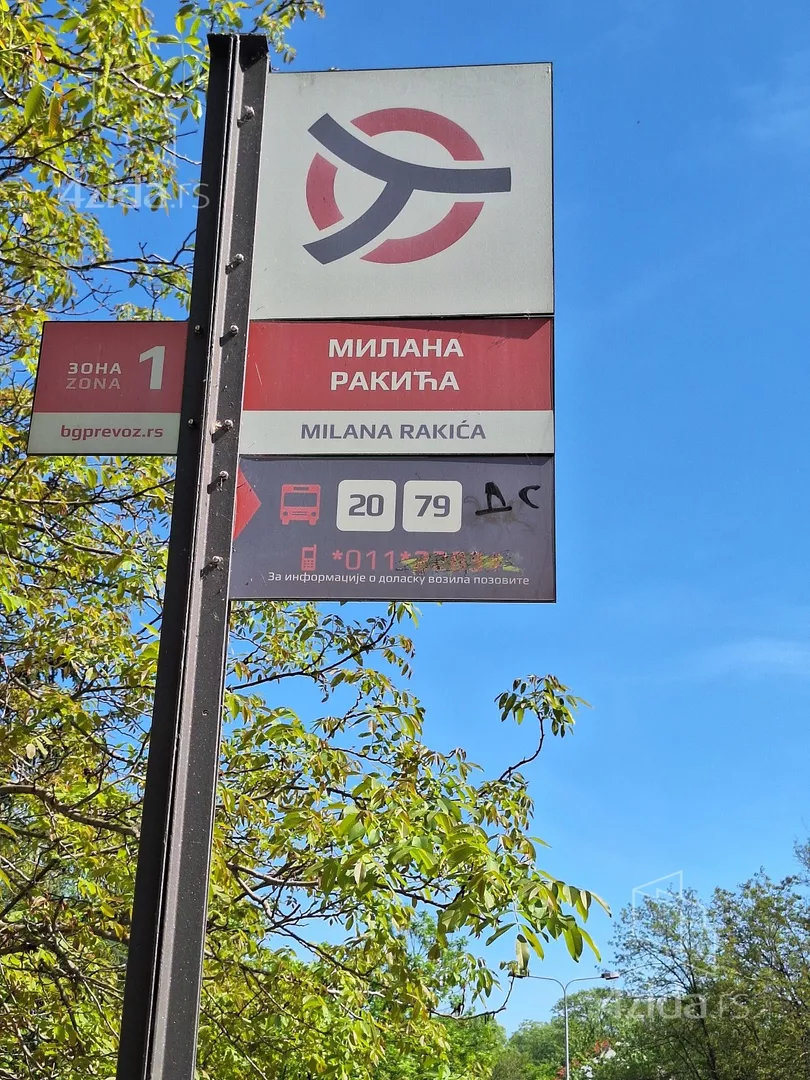 4zida.rs
МИЛАНА
РАКИЋА
ЗОНА 1
ZONA
bgprevoz.rs
MILANA RAKIĆA
20 79 ДС
*011*
За информације о доласку возила позовите
4zida.rs